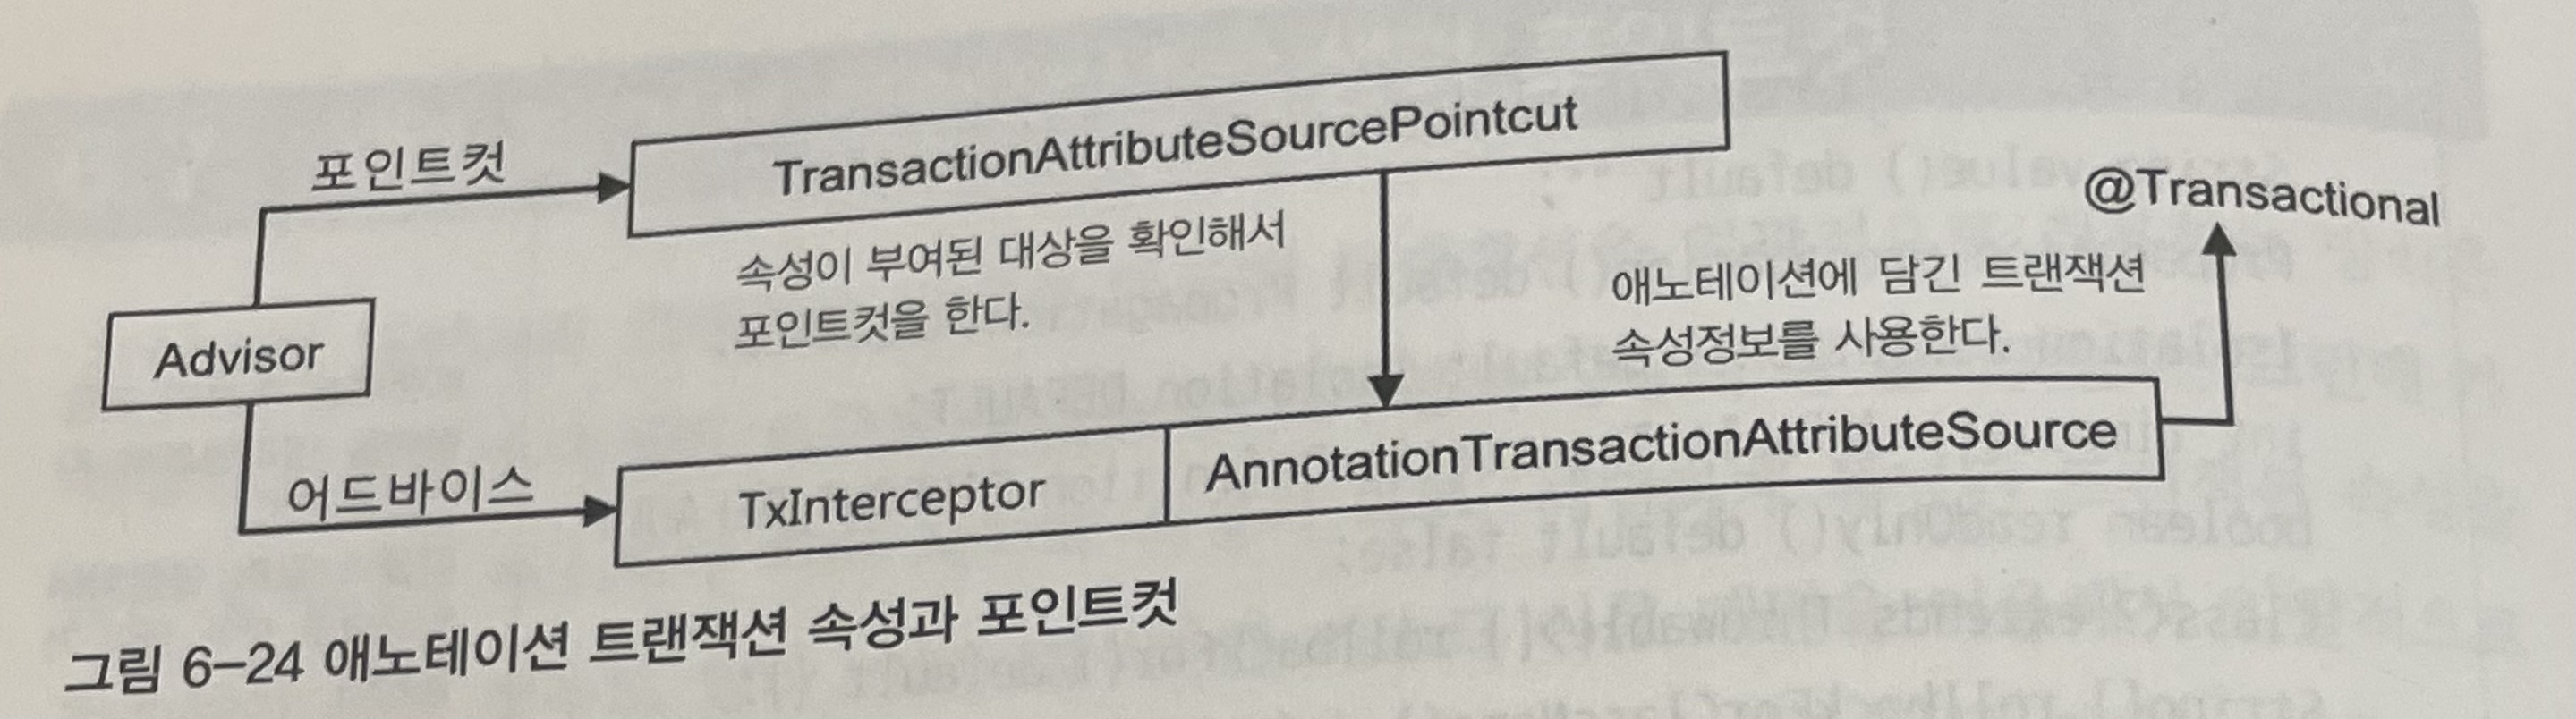 포인트컷
TransactionAttributeSourcePointcut
@Transactional
속성이 부여된 대상을 확인해서
포인트컷을 한다.
애노테이션에 담긴 트랜잭션
속성정보를 사용한다.
Advisor
어드바이스
TxInterceptor
AnnotationTransactionAttributeSource
그림 6-24 애노테이션 트랜잭션 속성과 포인트컷